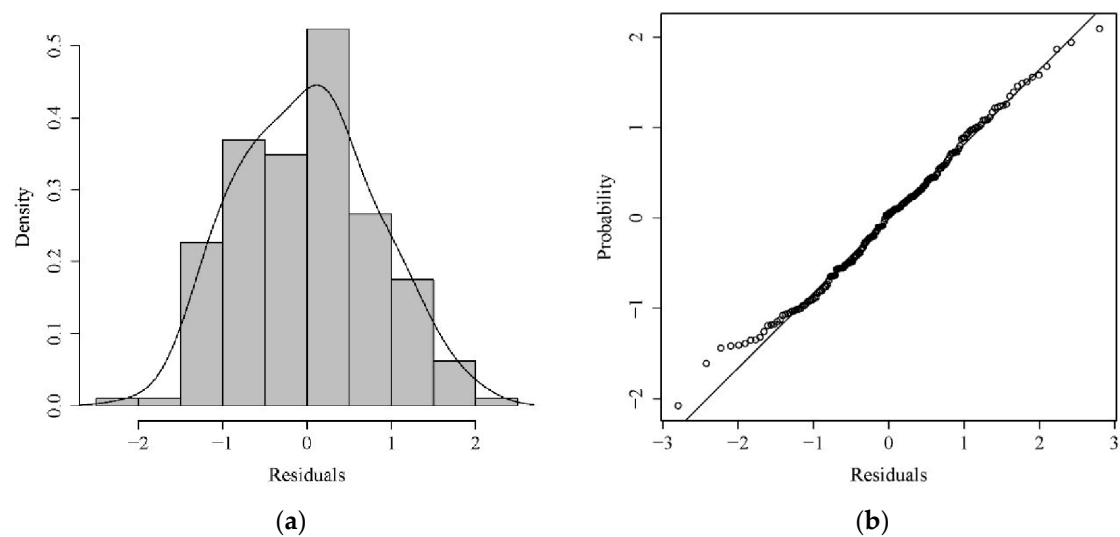 Density
0.0 0.1 0.2 0.3 0.4 0.5
−2 −1 0 1 2
Residuals
(a)
Probability
−2 −1 0 1 2
−3 −2 −1 0 1 2 3
Residuals
(b)